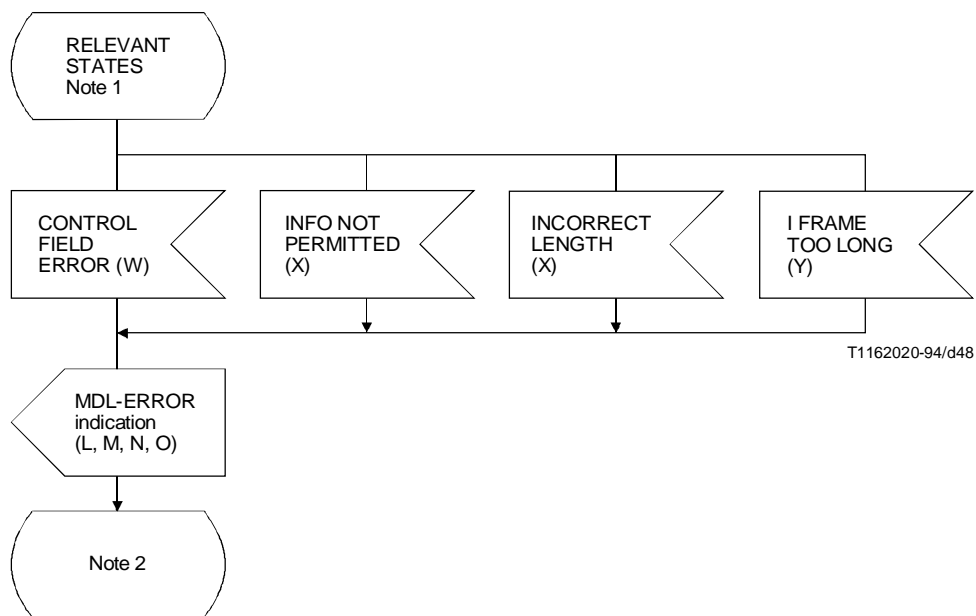 RELEVANT
STATES
Note 1
CONTROL
FIELD
ERROR (W)
INFO NOT
PERMITTED
(X)
INCORRECT
LENGTH
(X)
I FRAME
TOO LONG
(Y)
T1162020-94/d48
MDL-ERROR
indication
(L, M, N, O)
Note 2